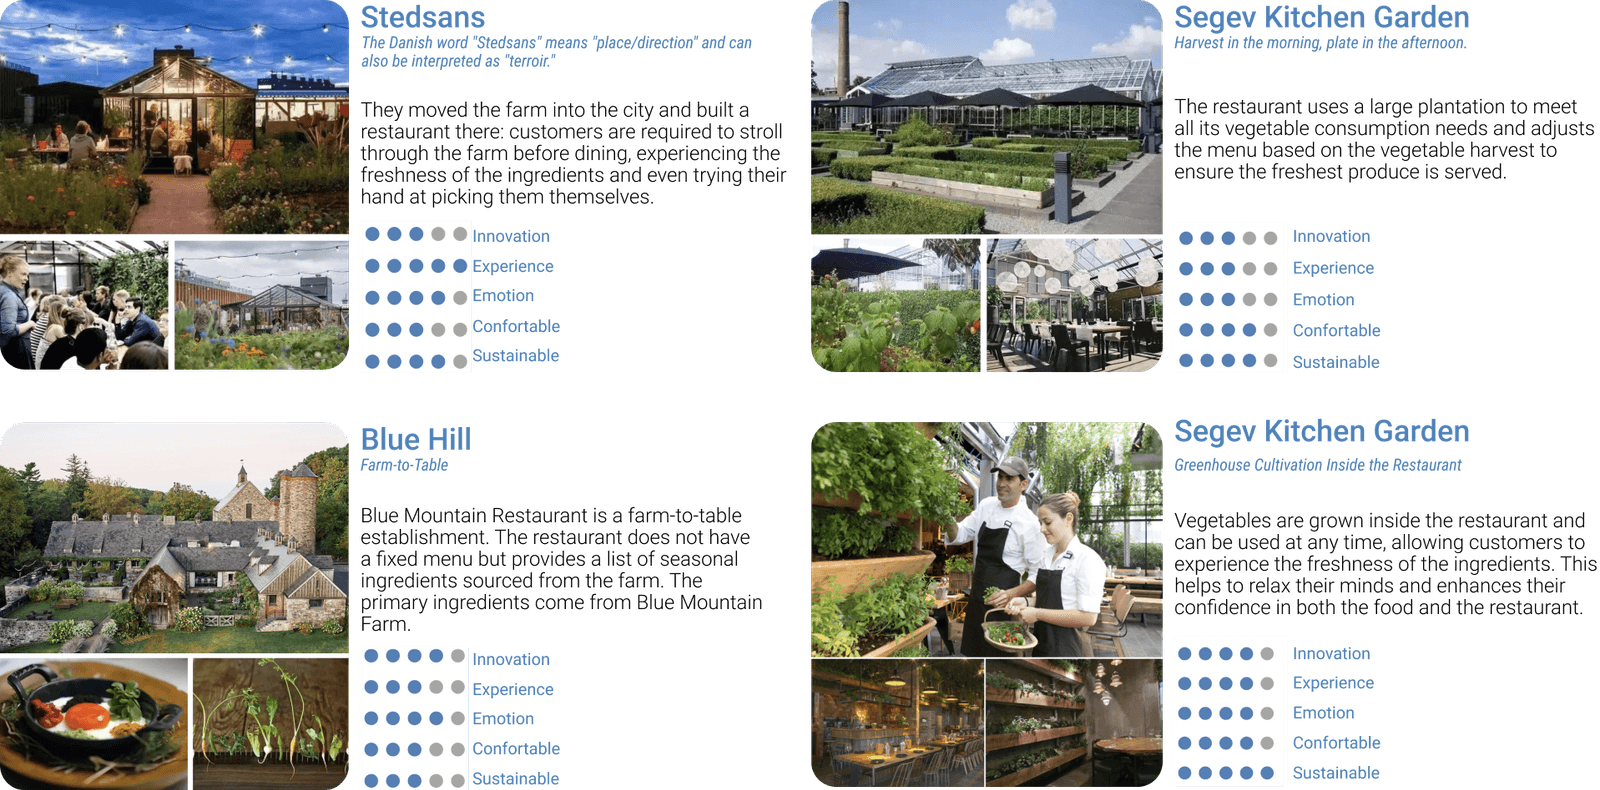 Stedsans
The Danish word "Stedsans" means "place/direction" and can
also be interpreted as "terroir."
They moved the farm into the city and built a
restaurant there: customers are required to stroll
through the farm before dining, experiencing the
freshness of the ingredients and even trying their
hand at picking them themselves.
Innovation
Experience
Emotion
Confortable
Sustainable
Segev Kitchen Garden
Harvest in the morning, plate in the afternoon.
The restaurant uses a large plantation to meet
all its vegetable consumption needs and adjusts
the menu based on the vegetable harvest to
ensure the freshest produce is served.
Innovation
Experience
Emotion
Confortable
Sustainable
Blue Hill
Farm-to-Table
Blue Mountain Restaurant is a farm-to-table
establishment. The restaurant does not have
a fixed menu but provides a list of seasonal
ingredients sourced from the farm. The
primary ingredients come from Blue Mountain
Farm.
Innovation
Experience
Emotion
Confortable
Sustainable
Segev Kitchen Garden
Greenhouse Cultivation Inside the Restaurant
Vegetables are grown inside the restaurant and
can be used at any time, allowing customers to
experience the freshness of the ingredients. This
helps to relax their minds and enhances their
confidence in both the food and the restaurant.
Innovation
Experience
Emotion
Confortable
Sustainable